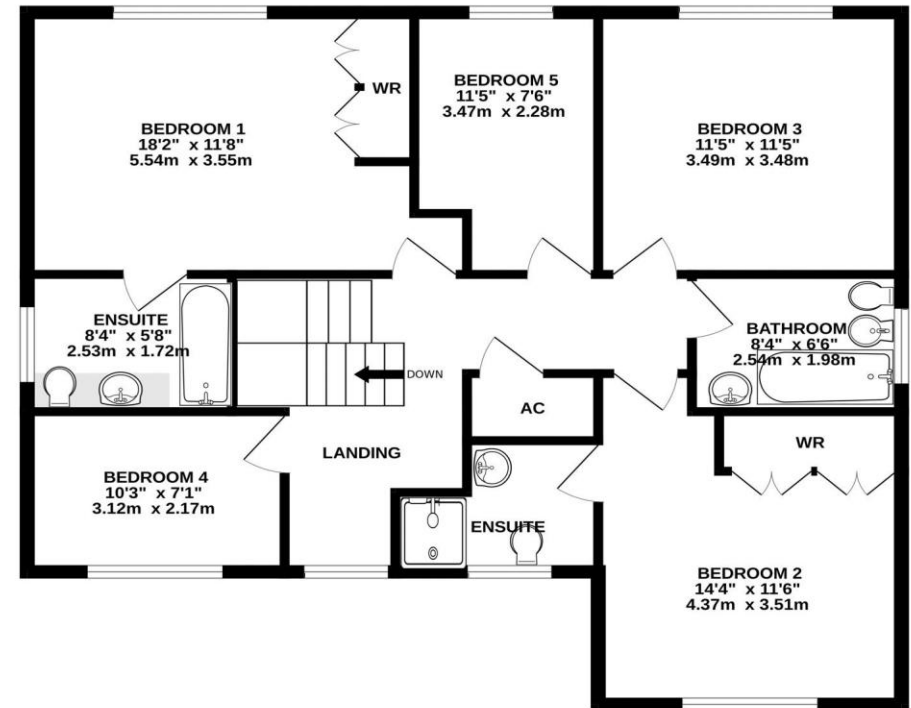 BEDROOM 1
18'2" x 11'8"
5.54m x 3.55m
WR
BEDROOM 5
11'5" x 7'6"
3.47m x 2.28m
BEDROOM 3
11'5" x 11'5"
3.49m x 3.48m
ENSUITE
8'4" x 5'8"
2.53m x 1.72m
DOWN
BATHROOM
8'4" x 6'6"
2.54m x 1.98m
AC
LANDING
WR
BEDROOM 4
10'3" x 7'1"
3.12m x 2.17m
ENSUITE
BEDROOM 2
14'4" x 11'6"
4.37m x 3.51m